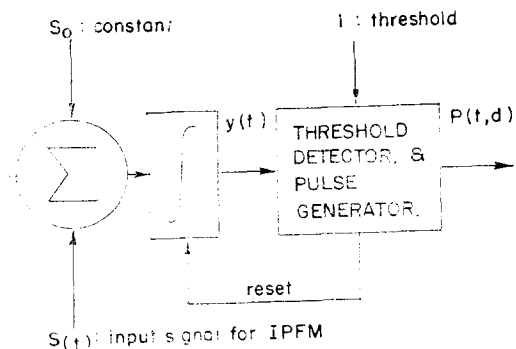 S₀ : constant
1 : threshold
y(t)
P(t,d)
Σ
∫
THRESHOLD
DETECTOR. &
PULSE
GENERATOR.
reset
S(t): input signal for IPFM